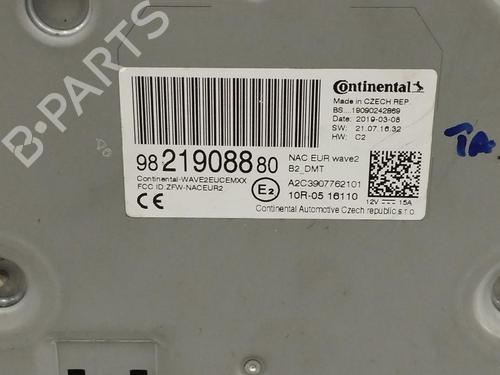 B-PARTS
Continental
Made in CZECH REP
BS....19090242869
Date: 2019-03-06
SW: 21.07.16.32
HW: C2
98 219088 80
NAC EUR wave2
B2_DMT
Continental-WAVE2EUCEMXX
FCC ID ZFW-NACEUR2
E2
A2C3907762101
10R-05 16110
12V 15A
Continental Automotive Czech republic s.r.o.
TA.